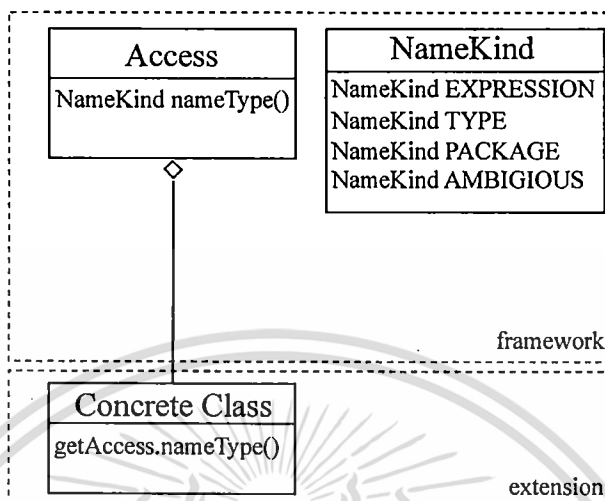 Access
NameKind nameType()
NameKind
NameKind EXPRESSION
NameKind TYPE
NameKind PACKAGE
NameKind AMBIGIOUS
framework
Concrete Class
getAccess.nameType()
extension